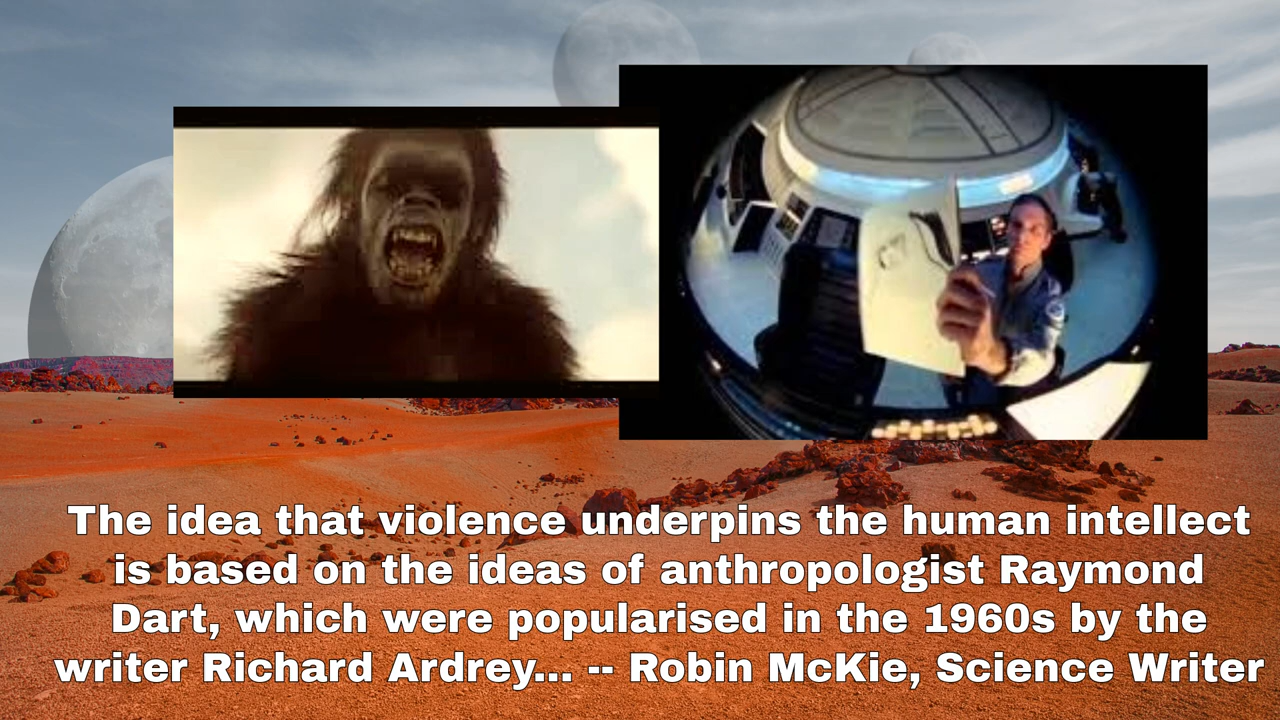 The idea that violence underpins the human intellect
is based on the ideas of anthropologist Raymond
Dart, which were popularised in the 1960s by the
writer Richard Ardrey... -- Robin McKie, Science Writer